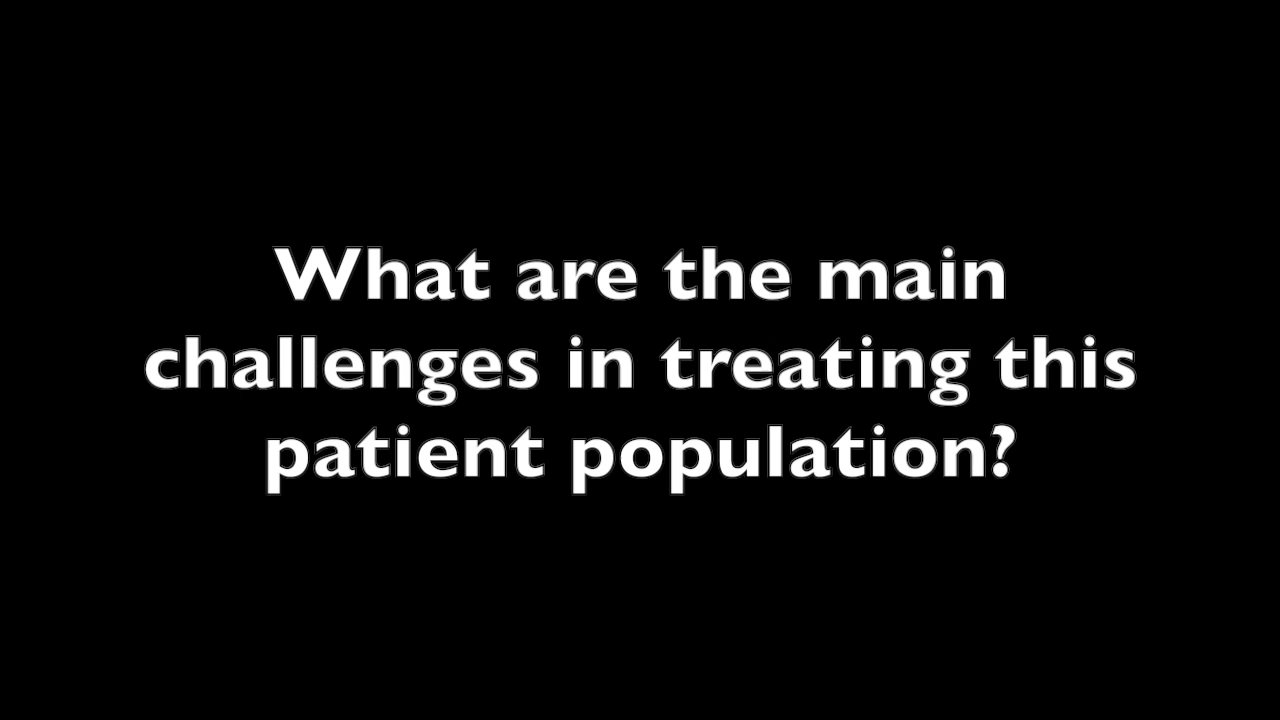 What are the main
challenges in treating this
patient population?